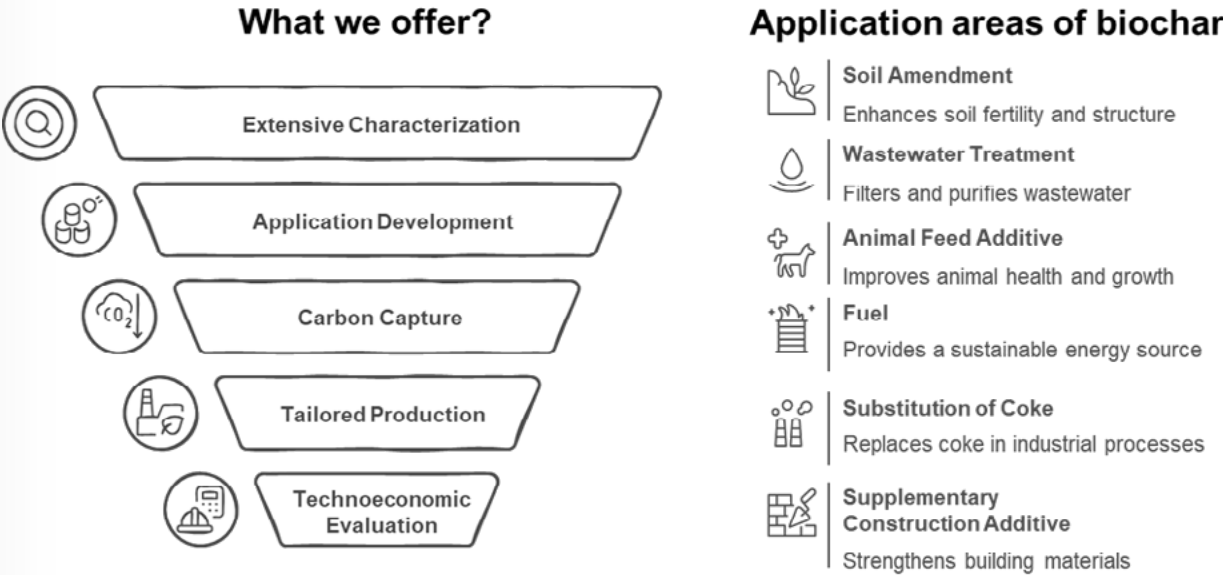 What we offer?
Extensive Characterization
Application Development
CO2
Carbon Capture
Tailored Production
Technoeconomic
Evaluation
Application areas of biochar
Soil Amendment
Enhances soil fertility and structure
Wastewater Treatment
Filters and purifies wastewater
Animal Feed Additive
Improves animal health and growth
Fuel
Provides a sustainable energy source
Substitution of Coke
Replaces coke in industrial processes
Supplementary
Construction Additive
Strengthens building materials